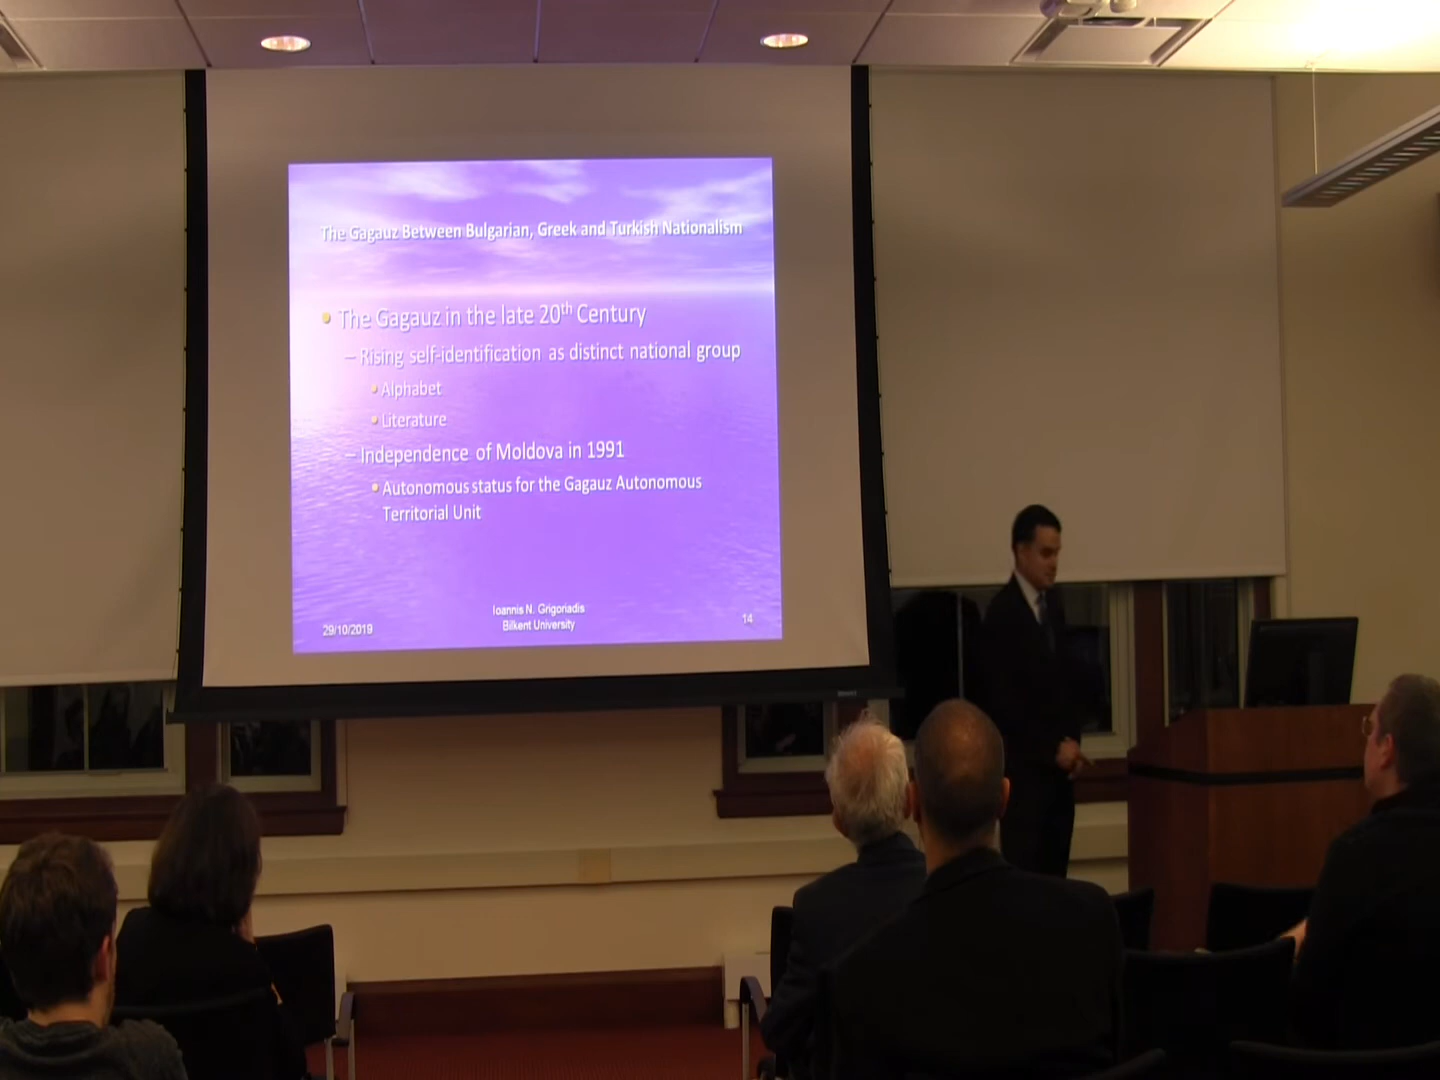 The Gagauz Between Bulgarian, Greek and Turkish Nationalism
• The Gagauz in the late 20th Century
– Rising self-identification as distinct national group
• Alphabet
• Literature
– Independence of Moldova in 1991
• Autonomous status for the Gagauz Autonomous
Territorial Unit
29/10/2019
Ioannis N. Grigoriadis
Bilkent University
14